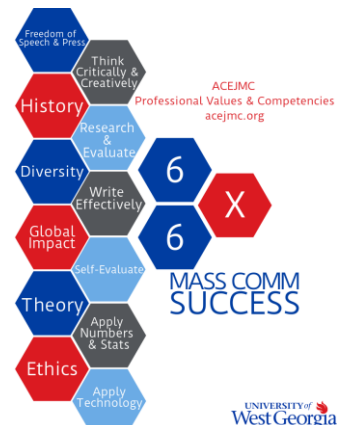 Freedom of
Speech & Press
Think
Critically &
Creatively
History
Research
&
Evaluate
Diversity
Write
Effectively
Global
Impact
Self-Evaluate
Theory
Apply
Numbers
& Stats
Ethics
Apply
Technology
ACEJMC
Professional Values & Competencies
acejmc.org
6
X
6
MASS COMM
SUCCESS
UNIVERSITY of
West Georgia